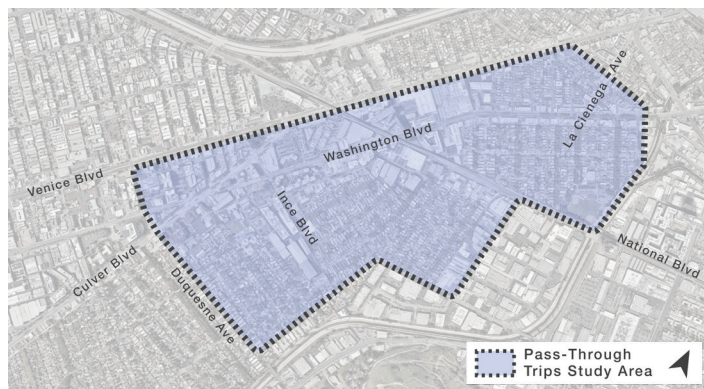 La Cienega Ave
Washington Blvd
Venice Blvd
Ince Blvd
Culver Blvd
Duquesne Ave
National Blvd
Pass-Through
Trips Study Area